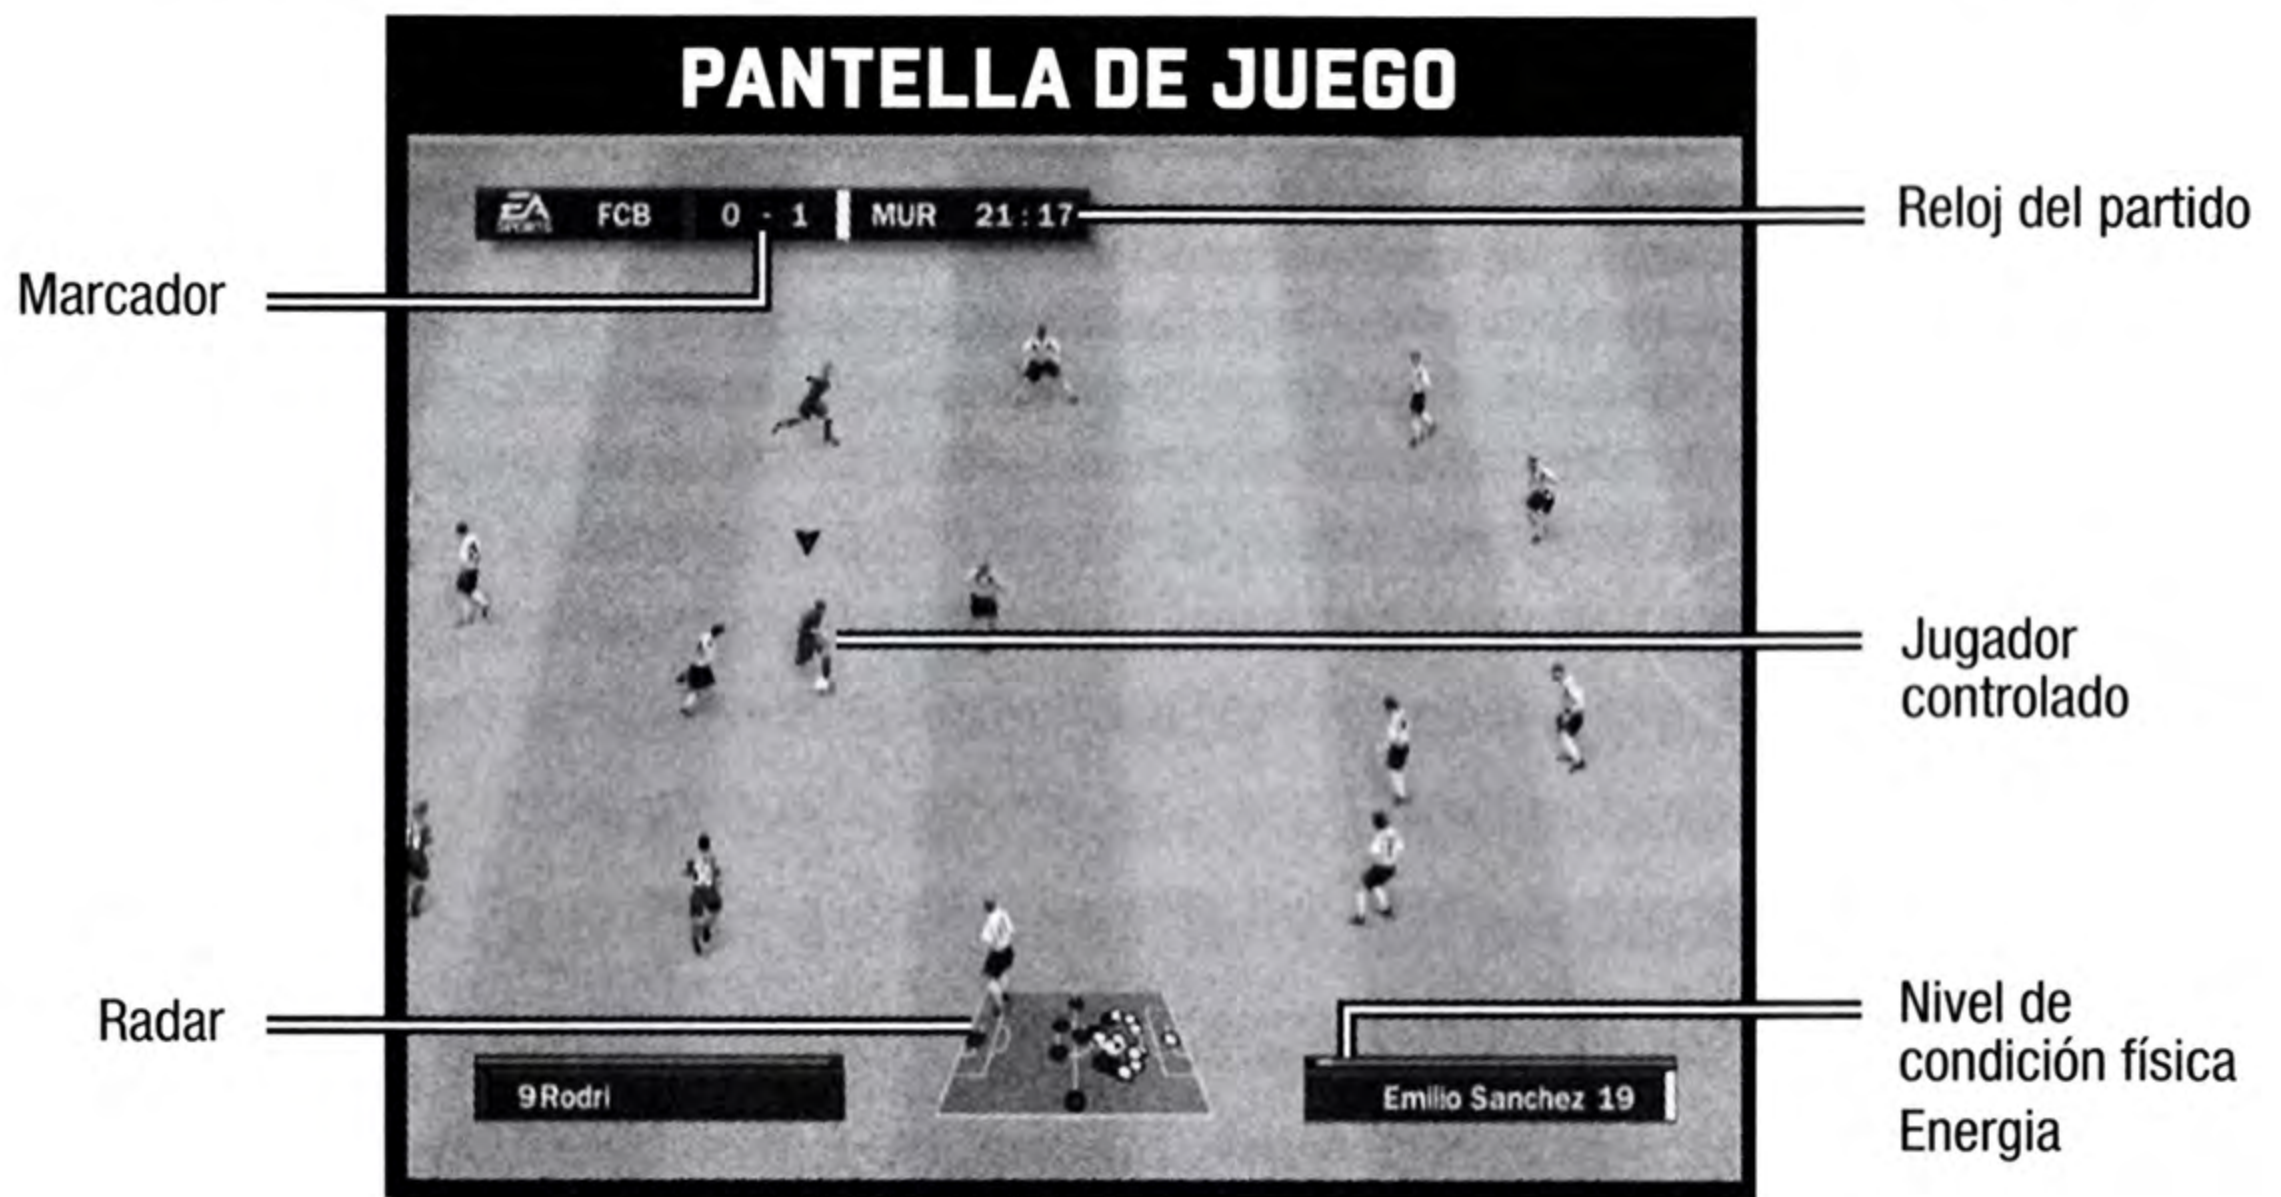 PANTELLA DE JUEGO
EA SPORTS FCB 0 - 1 MUR 21:17
Reloj del partido
Marcador
Jugador
controlado
Radar
Nivel de
condición física
Energia
9 Rodri
Emilio Sanchez 19